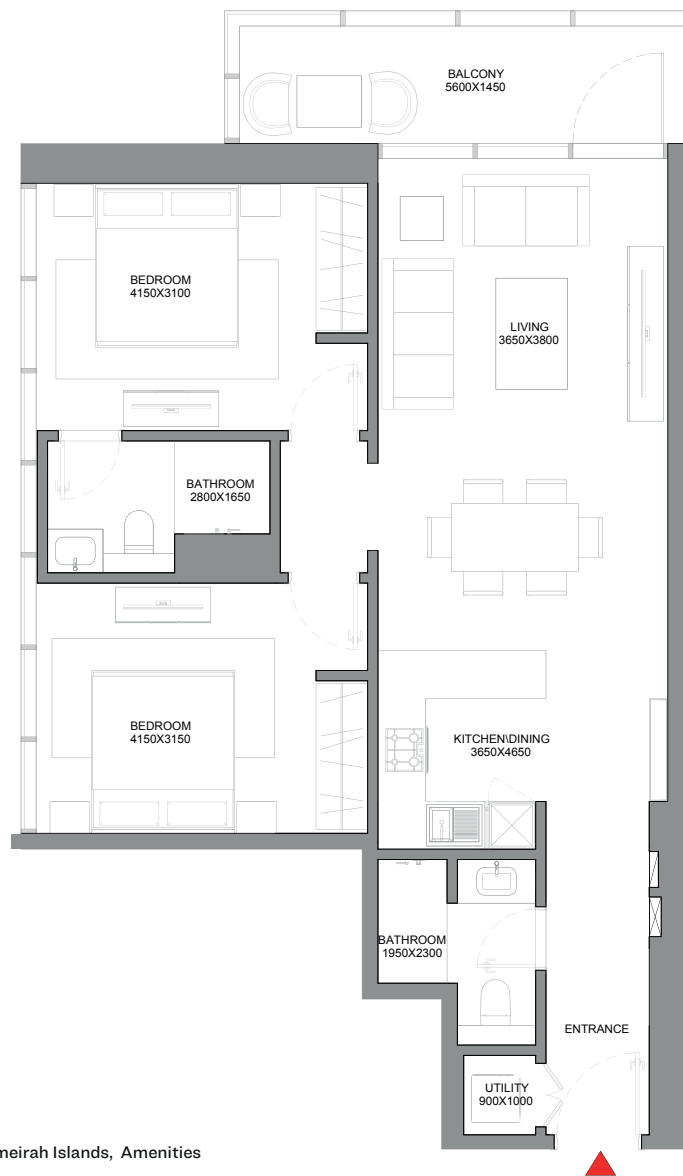 BALCONY
5600X1450
BEDROOM
4150X3100
LIVING
3650X3800
BATHROOM
2800X1650
BEDROOM
4150X3150
KITCHEN\DINING
3650X4650
BATHROOM
1950X2300
ENTRANCE
UTILITY
900X1000
Islands, Amenities